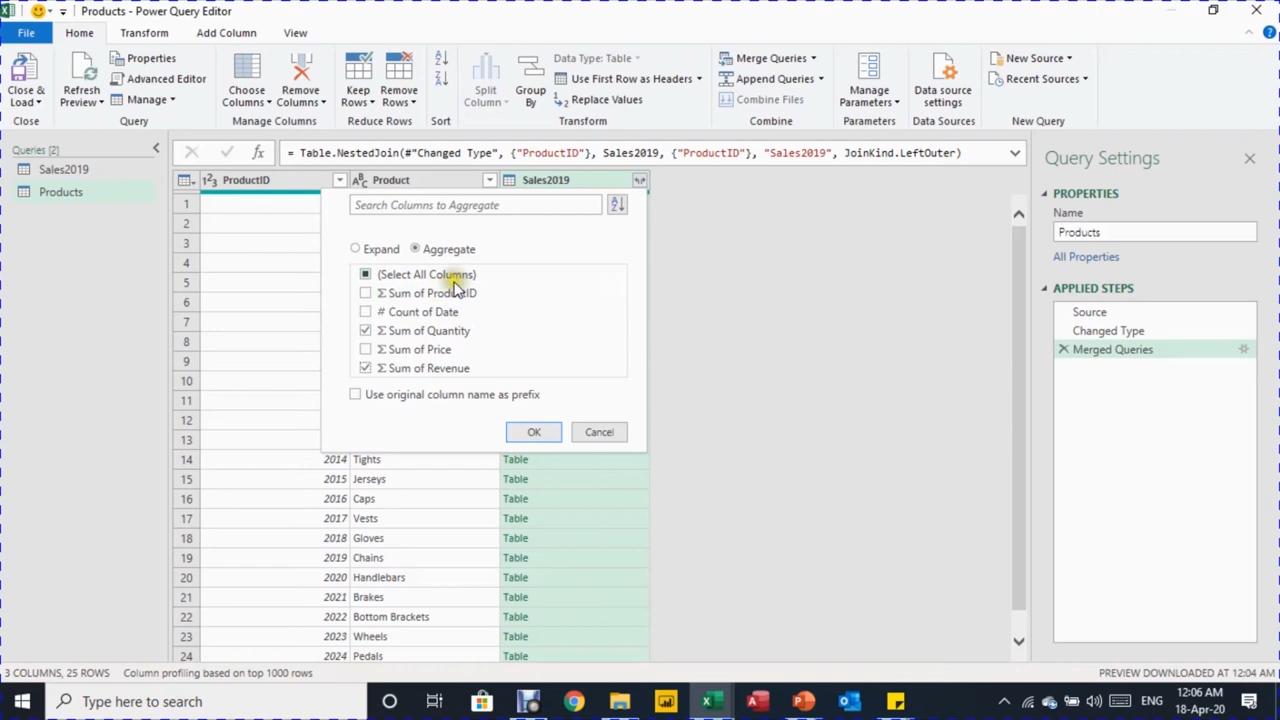 Products - Power Query Editor
File Home Transform Add Column View
Close & Load
Refresh Preview
Properties
Advanced Editor
Manage
Choose Columns
Remove Columns
Keep Rows
Remove Rows
Split Column
Group By
Data Type: Table
Use First Row as Headers
Replace Values
Merge Queries
Append Queries
Combine Files
Manage Parameters
Data source settings
New Source
Recent Sources
Close Query Manage Columns Reduce Rows Sort Transform Combine Parameters Data Sources New Query
Queries [2]
Sales2019
Products
= Table.NestedJoin(#"Changed Type", {"ProductID"}, Sales2019, {"ProductID"}, "Sales2019", JoinKind.LeftOuter)
ProductID Product Sales2019
Search Columns to Aggregate
Expand Aggregate
(Select All Columns)
Σ Sum of ProductID
# Count of Date
Σ Sum of Quantity
Σ Sum of Price
Σ Sum of Revenue
Use original column name as prefix
OK Cancel
1
2
3
4
5
6
7
8
9
10
11
12
13
14 2014 Tights Table
15 2015 Jerseys Table
16 2016 Caps Table
17 2017 Vests Table
18 2018 Gloves Table
19 2019 Chains Table
20 2020 Handlebars Table
21 2021 Brakes Table
22 2022 Bottom Brackets Table
23 2023 Wheels Table
24 2024 Pedals Table
Query Settings
PROPERTIES
Name
Products
All Properties
APPLIED STEPS
Source
Changed Type
Merged Queries
3 COLUMNS, 25 ROWS Column profiling based on top 1000 rows
PREVIEW DOWNLOADED AT 12:04 AM
Type here to search
ENG
12:06 AM
18-Apr-20